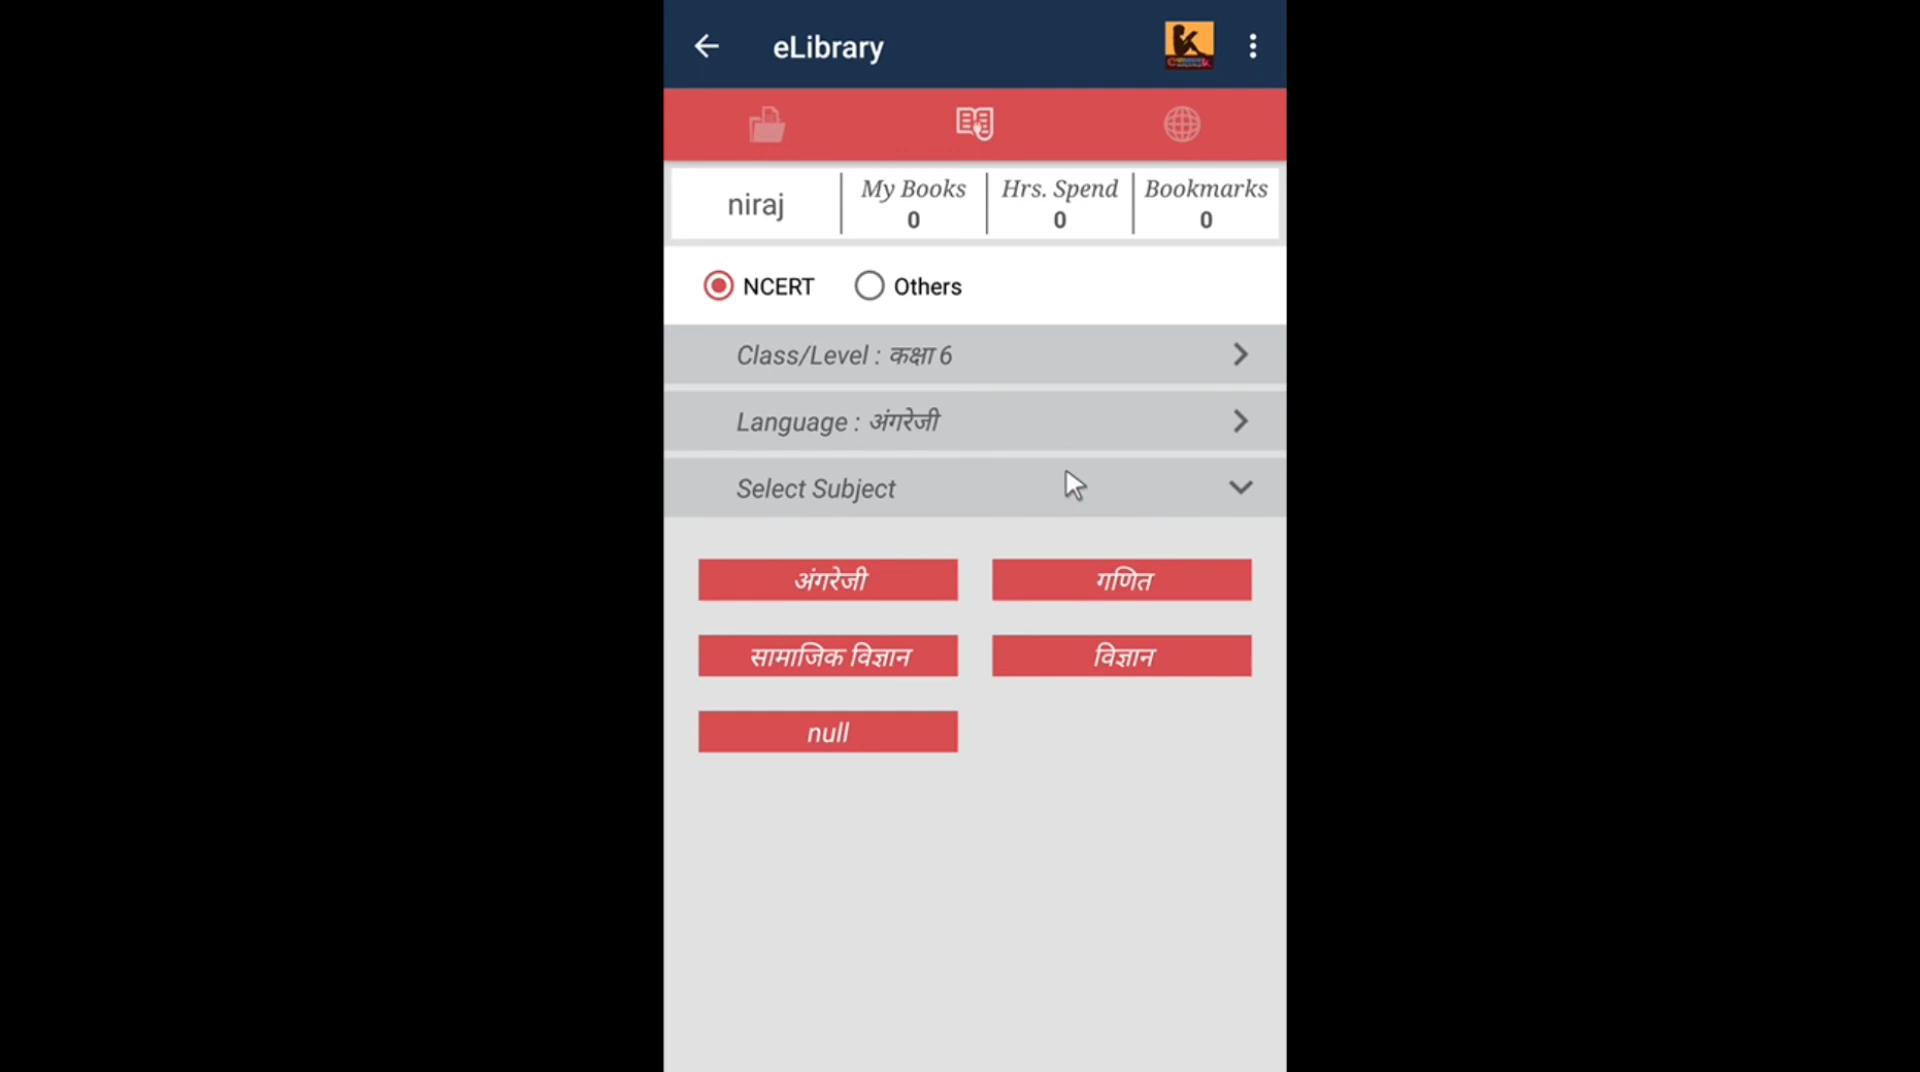 eLibrary
niraj
My Books
0
Hrs. Spend
0
Bookmarks
0
NCERT
Others
Class/Level : कक्षा 6
Language : अंगरेजी
Select Subject
अंगरेजी
गणित
सामाजिक विज्ञान
विज्ञान
null